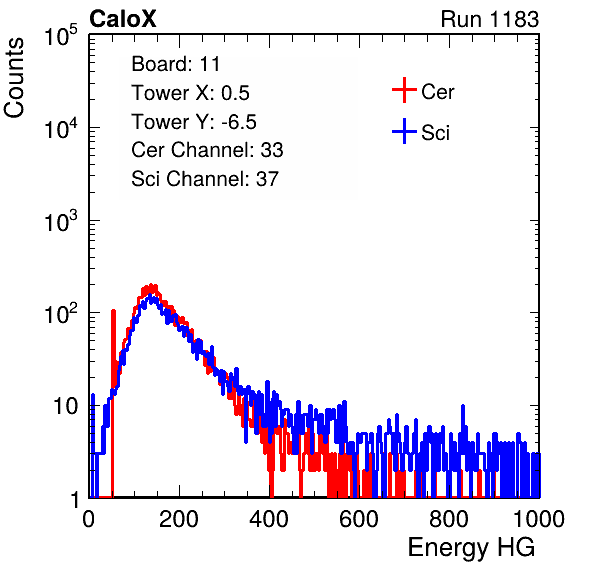 CaloX Run 1183
Counts
Board: 11
Tower X: 0.5
Tower Y: -6.5
Cer Channel: 33
Sci Channel: 37
Cer
Sci
10^5
10^4
10^3
10^2
10
1
0 200 400 600 800 1000
Energy HG